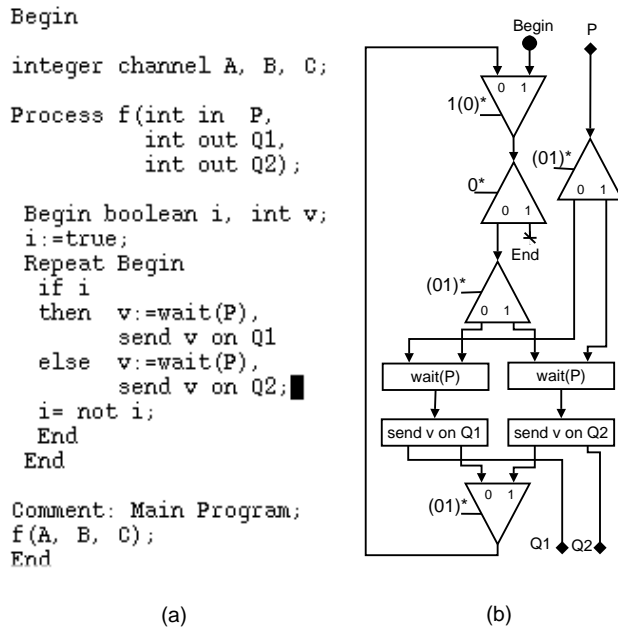 Begin
integer channel A, B, C;
Process f(int in P,
int out Q1,
int out Q2);
Begin boolean i, int v;
i:=true;
Repeat Begin
if i
then v:=wait(P),
send v on Q1
else v:=wait(P),
send v on Q2;
i= not i;
End
End
Comment: Main Program;
f(A, B, C);
End
(a)
Begin
P
0 1
1(0)*
(01)*
0 1
0*
0 1
End
(01)*
0 1
wait(P)
wait(P)
send v on Q1
send v on Q2
0 1
(01)*
Q1
Q2
(b)